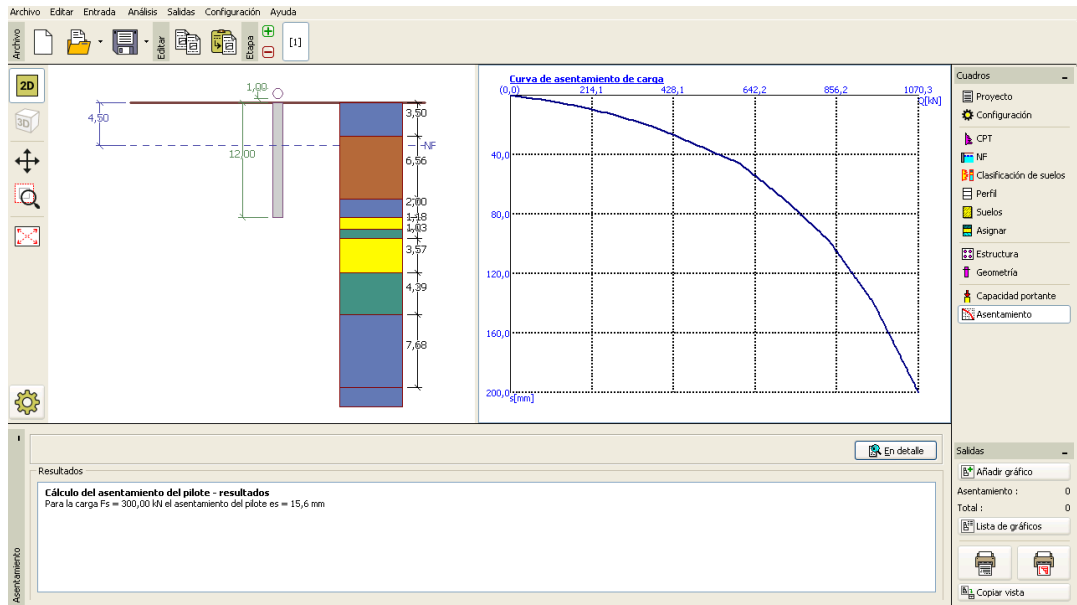 Archivo Editar Entrada Análisis Salidas Configuración Ayuda
Archivo
Editar
Etapa
[1]
2D
3D
1,00
4,50
12,00
NF
3,50
6,56
2,00
1,18
1,03
3,57
4,39
7,68
Curva de asentamiento de carga
(0,0) 214,1 428,1 642,2 856,2 1070,3
Q[kN]
40,0
80,0
120,0
160,0
200,0
s[mm]
Cuadros
Proyecto
Configuración
CPT
NF
Clasificación de suelos
Perfil
Suelos
Asignar
Estructura
Geometría
Capacidad portante
Asentamiento
En detalle
Resultados
Cálculo del asentamiento del pilote - resultados
Para la carga Fs = 300,00 kN el asentamiento del pilote es = 15,6 mm
Asentamiento
Salidas
Añadir gráfico
Asentamiento : 0
Total : 0
Lista de gráficos
Copiar vista